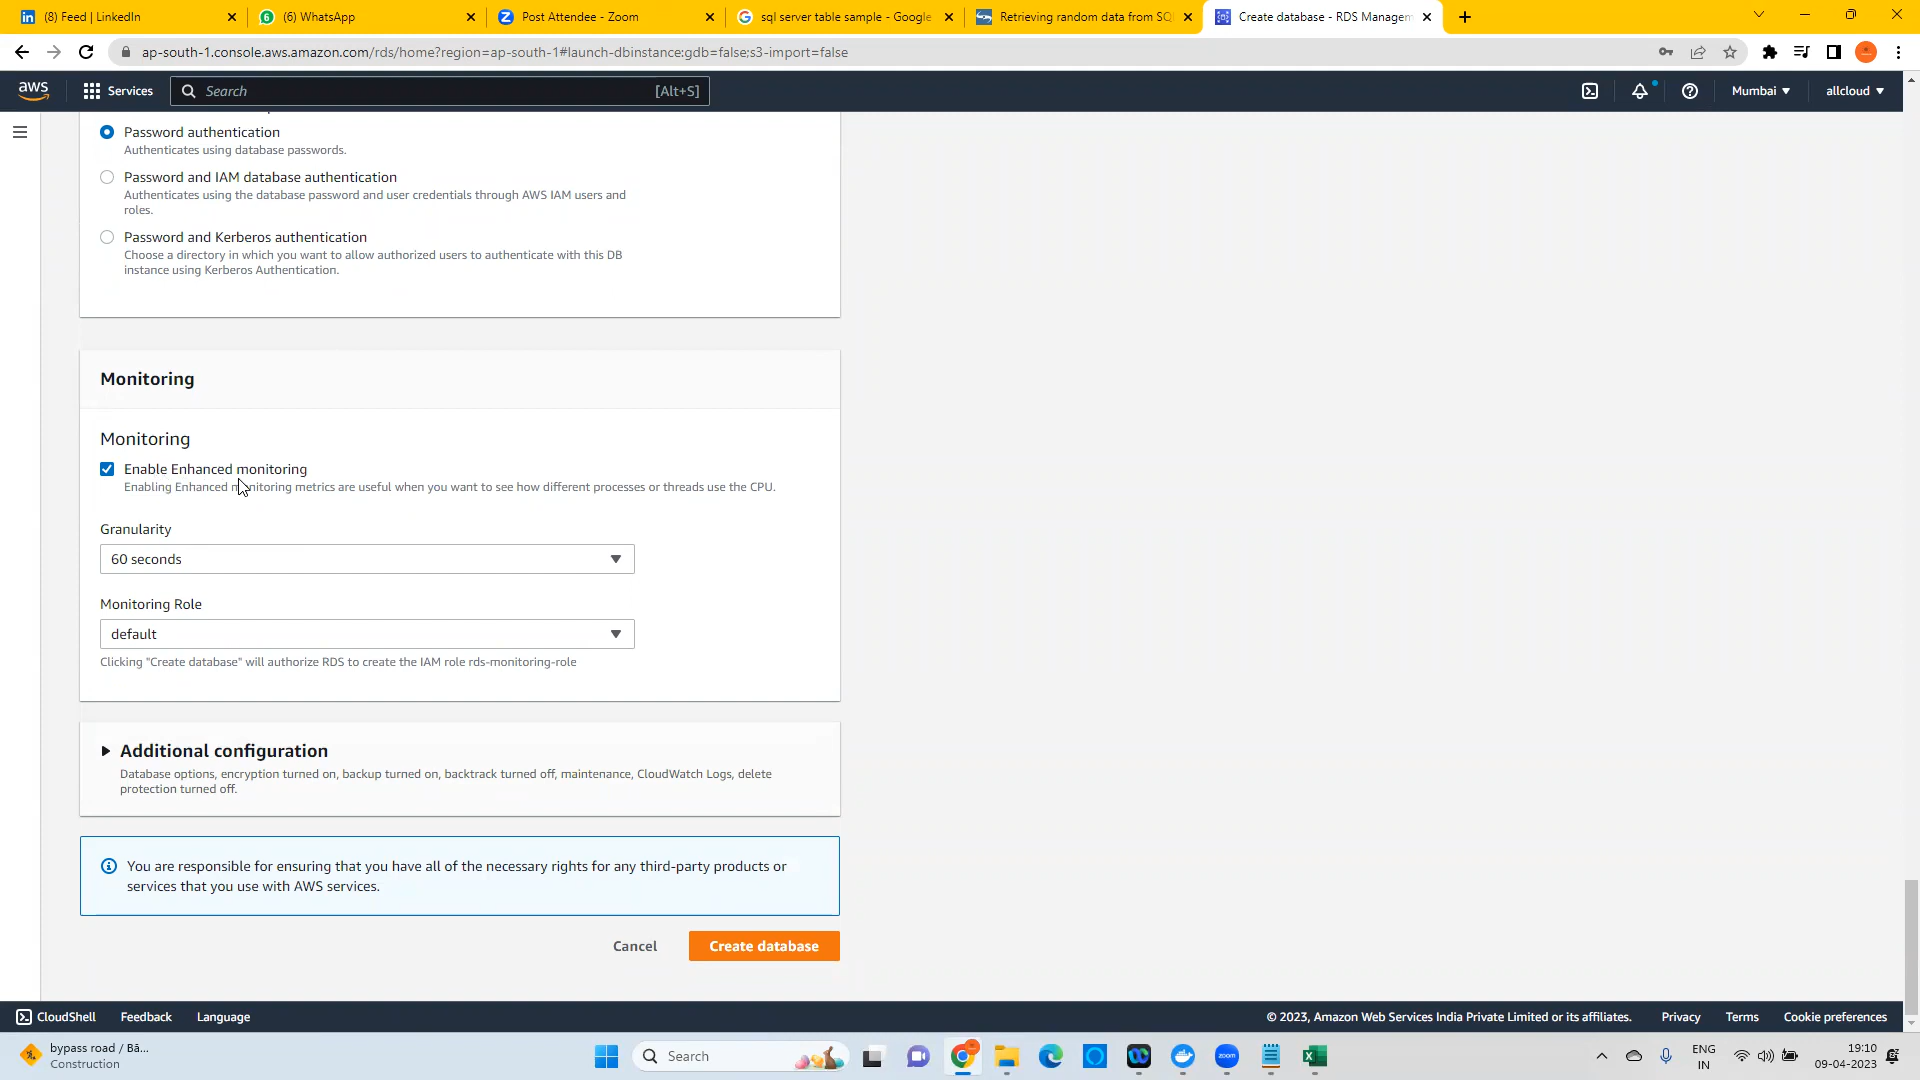 (8) Feed | LinkedIn
(6) WhatsApp
Post Attendee - Zoom
sql server table sample - Google
Retrieving random data from SQ
Create database - RDS Managem
ap-south-1.console.aws.amazon.com/rds/home?region=ap-south-1#launch-dbinstance:gdb=false;s3-import=false
aws
Services
Search
[Alt+S]
Mumbai
allcloud
Password authentication
Authenticates using database passwords.
Password and IAM database authentication
Authenticates using the database password and user credentials through AWS IAM users and
roles.
Password and Kerberos authentication
Choose a directory in which you want to allow authorized users to authenticate with this DB
instance using Kerberos Authentication.
Monitoring
Monitoring
Enable Enhanced monitoring
Enabling Enhanced monitoring metrics are useful when you want to see how different processes or threads use the CPU.
Granularity
60 seconds
Monitoring Role
default
Clicking "Create database" will authorize RDS to create the IAM role rds-monitoring-role
Additional configuration
Database options, encryption turned on, backup turned on, backtrack turned off, maintenance, CloudWatch Logs, delete
protection turned off.
You are responsible for ensuring that you have all of the necessary rights for any third-party products or
services that you use with AWS services.
Cancel
Create database
CloudShell
Feedback
Language
© 2023, Amazon Web Services India Private Limited or its affiliates.
Privacy
Terms
Cookie preferences
bypass road / Bā...
Construction
Search
zoom
ENG
IN
19:10
09-04-2023